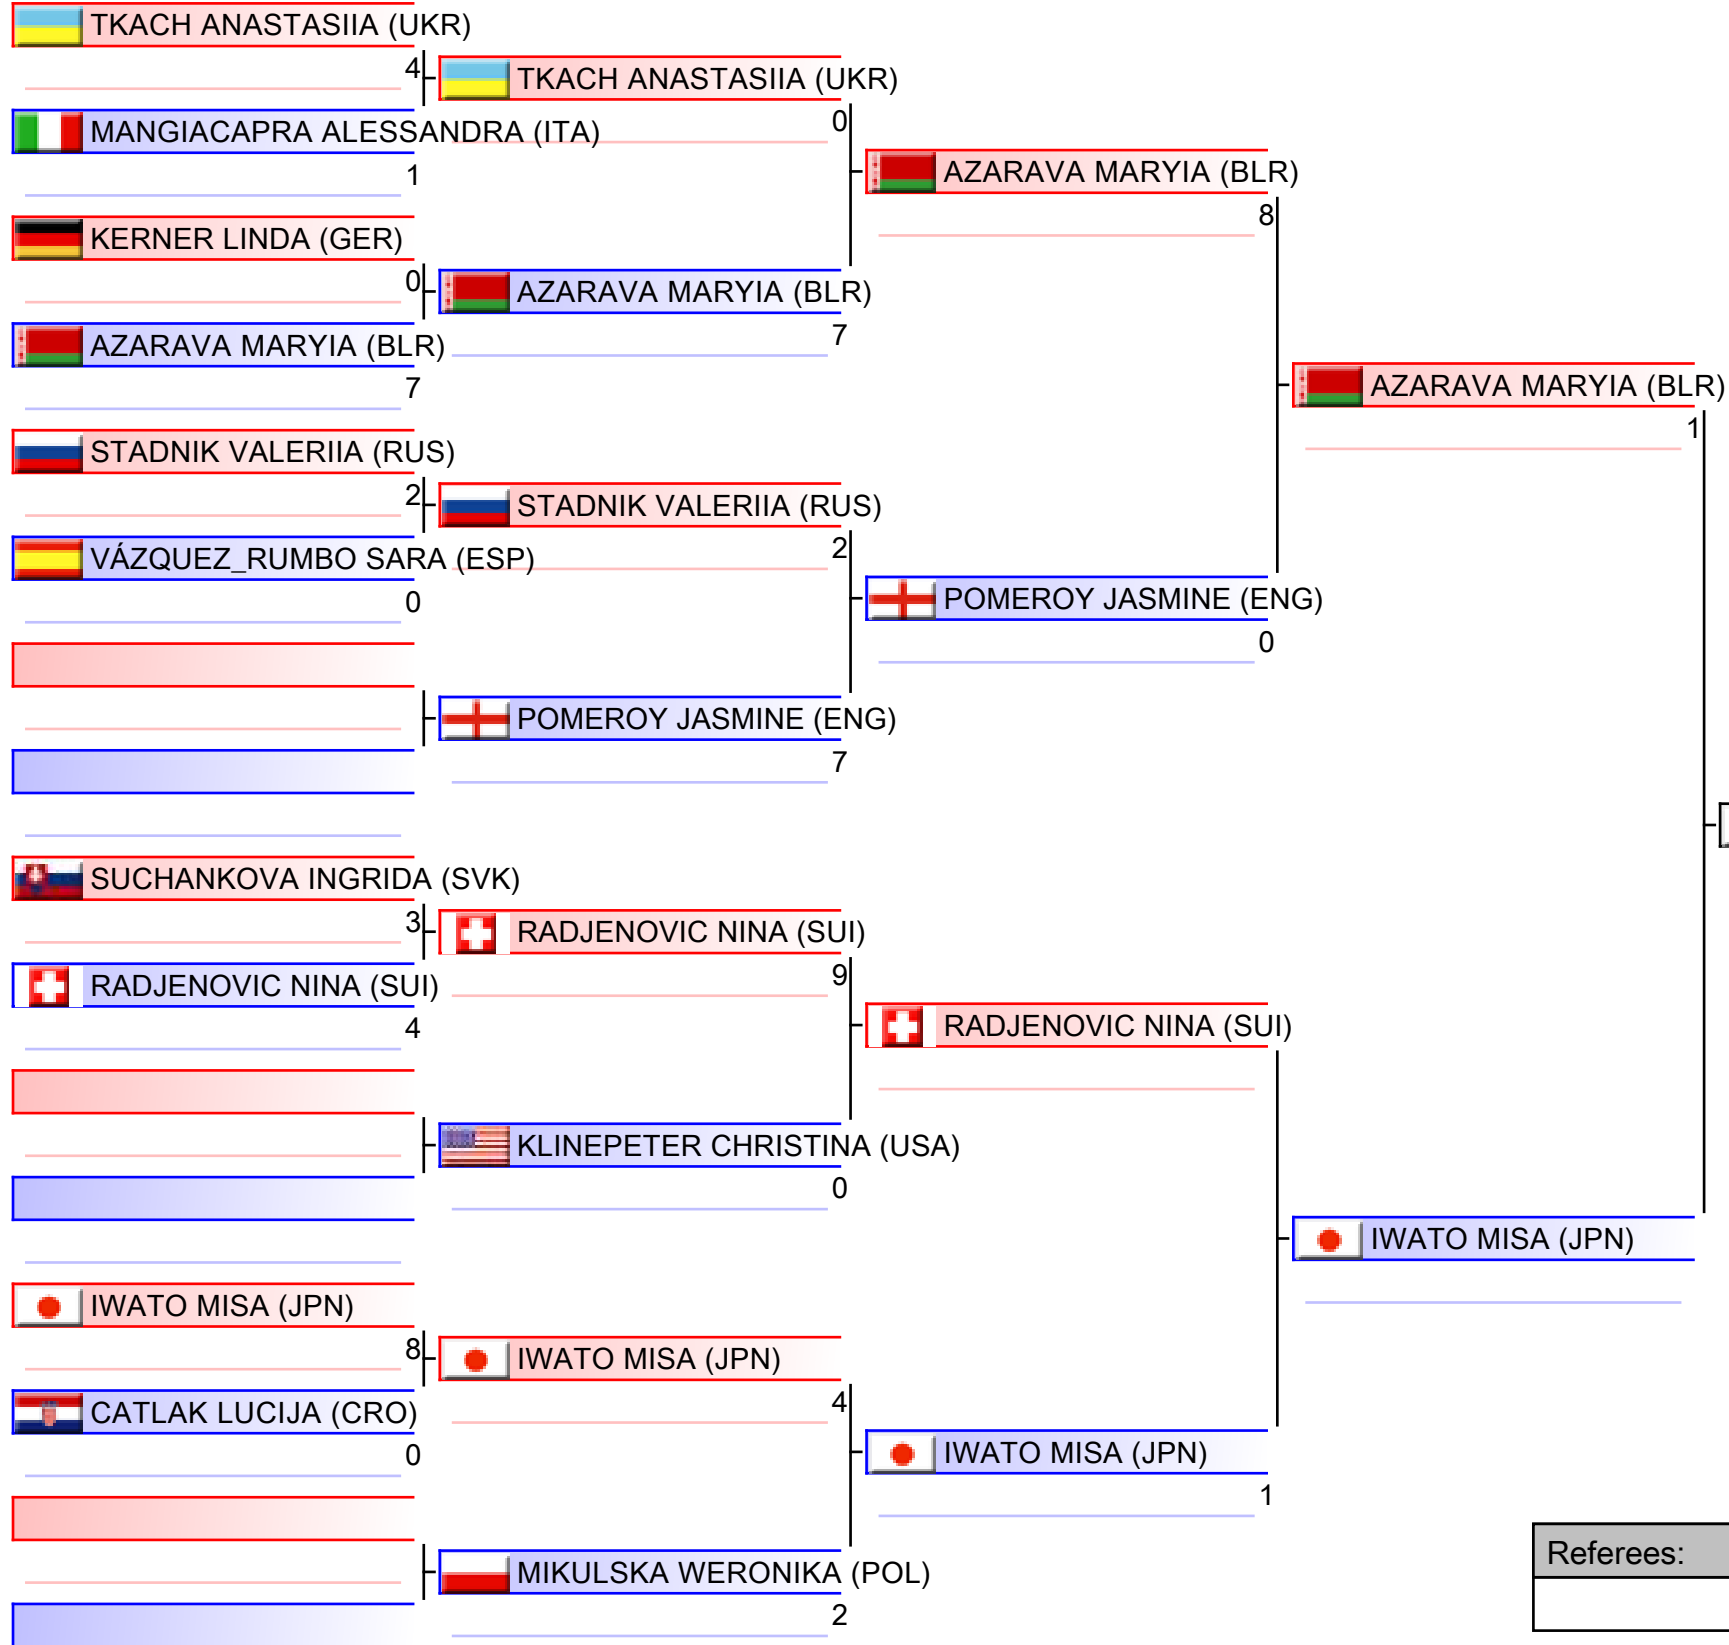 TKACH ANASTASIIA (UKR)
4
MANGIACAPRA ALESSANDRA (ITA)
1
KERNER LINDA (GER)
0
AZARAVA MARYIA (BLR)
7
STADNIK VALERIIA (RUS)
2
VÁZQUEZ_RUMBO SARA (ESP)
0
SUCHANKOVA INGRIDA (SVK)
3
RADJENOVIC NINA (SUI)
4
IWATO MISA (JPN)
8
CATLAK LUCIJA (CRO)
0
TKACH ANASTASIIA (UKR)
0
AZARAVA MARYIA (BLR)
7
STADNIK VALERIIA (RUS)
2
POMEROY JASMINE (ENG)
7
RADJENOVIC NINA (SUI)
9
KLINEPETER CHRISTINA (USA)
0
IWATO MISA (JPN)
4
MIKULSKA WERONIKA (POL)
2
AZARAVA MARYIA (BLR)
8
POMEROY JASMINE (ENG)
0
RADJENOVIC NINA (SUI)
IWATO MISA (JPN)
1
AZARAVA MARYIA (BLR)
1
IWATO MISA (JPN)
Referees: